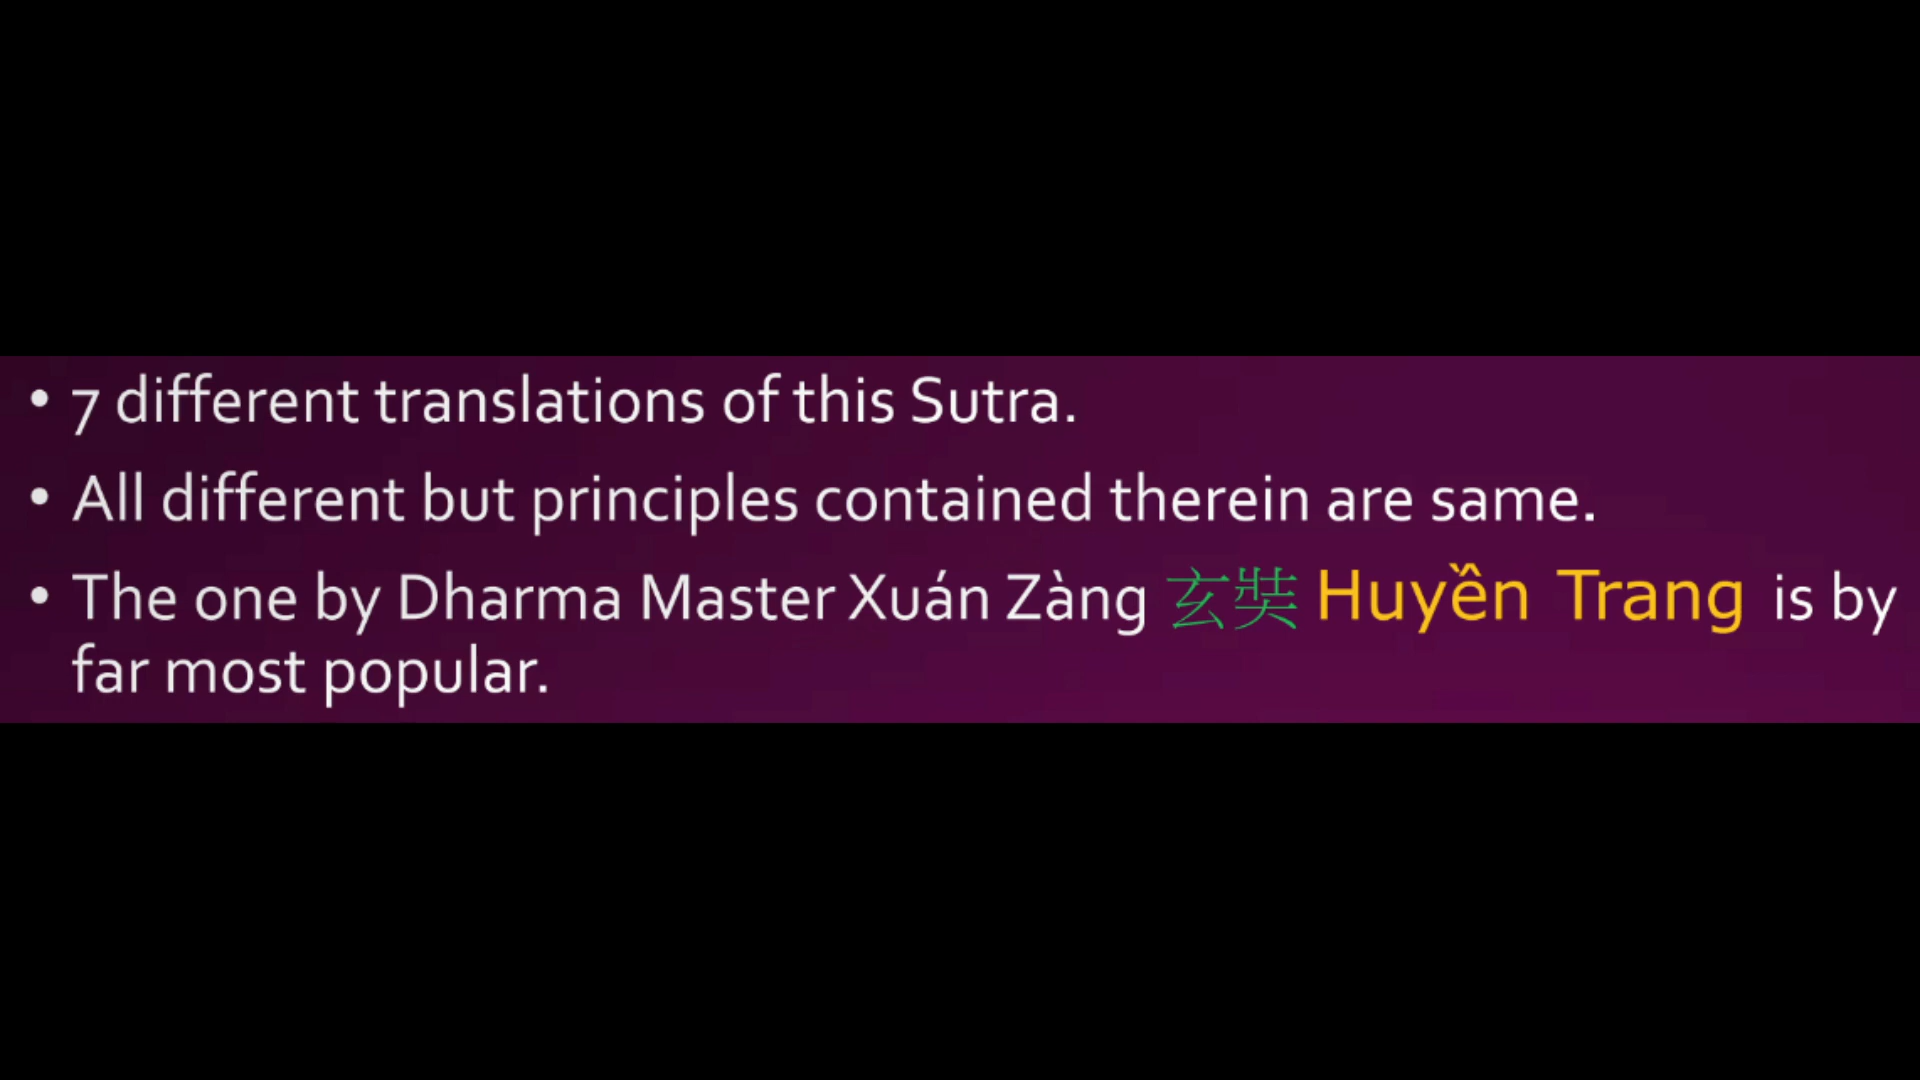 • 7 different translations of this Sutra.
• All different but principles contained therein are same.
• The one by Dharma Master Xuán Zàng 玄奘 Huyền Trang is by
far most popular.